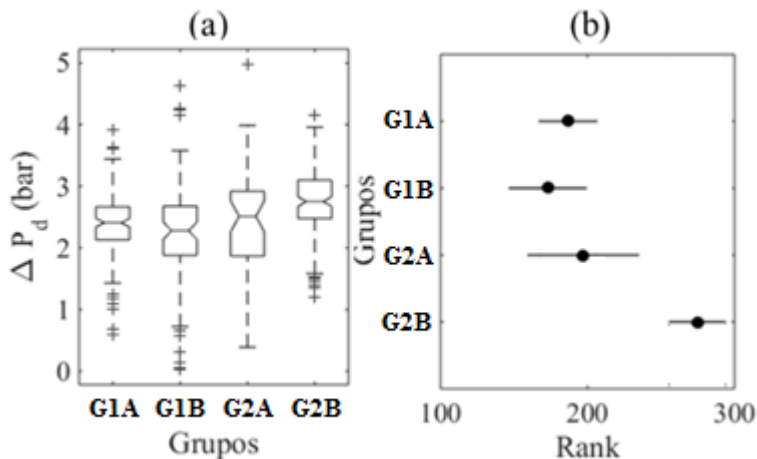 (a)
5
4
3
2
1
0
Δ P_d (bar)
G1A G1B G2A G2B
Grupos
(b)
G1A
G1B
G2A
G2B
Grupos
100 200 300
Rank